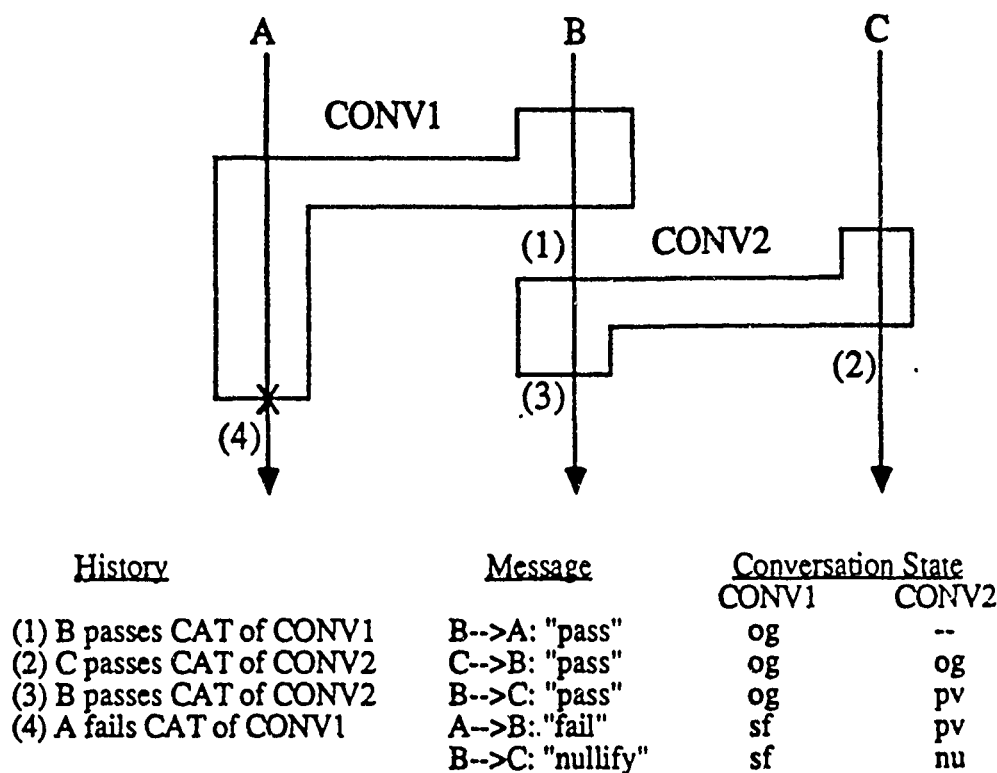 A B C
CONV1
(1) CONV2
(3) (2)
(4)
History Message Conversation State
CONV1 CONV2
(1) B passes CAT of CONV1 B-->A: "pass" og --
(2) C passes CAT of CONV2 C-->B: "pass" og og
(3) B passes CAT of CONV2 B-->C: "pass" og pv
(4) A fails CAT of CONV1 A-->B: "fail" sf pv
B-->C: "nullify" sf nu